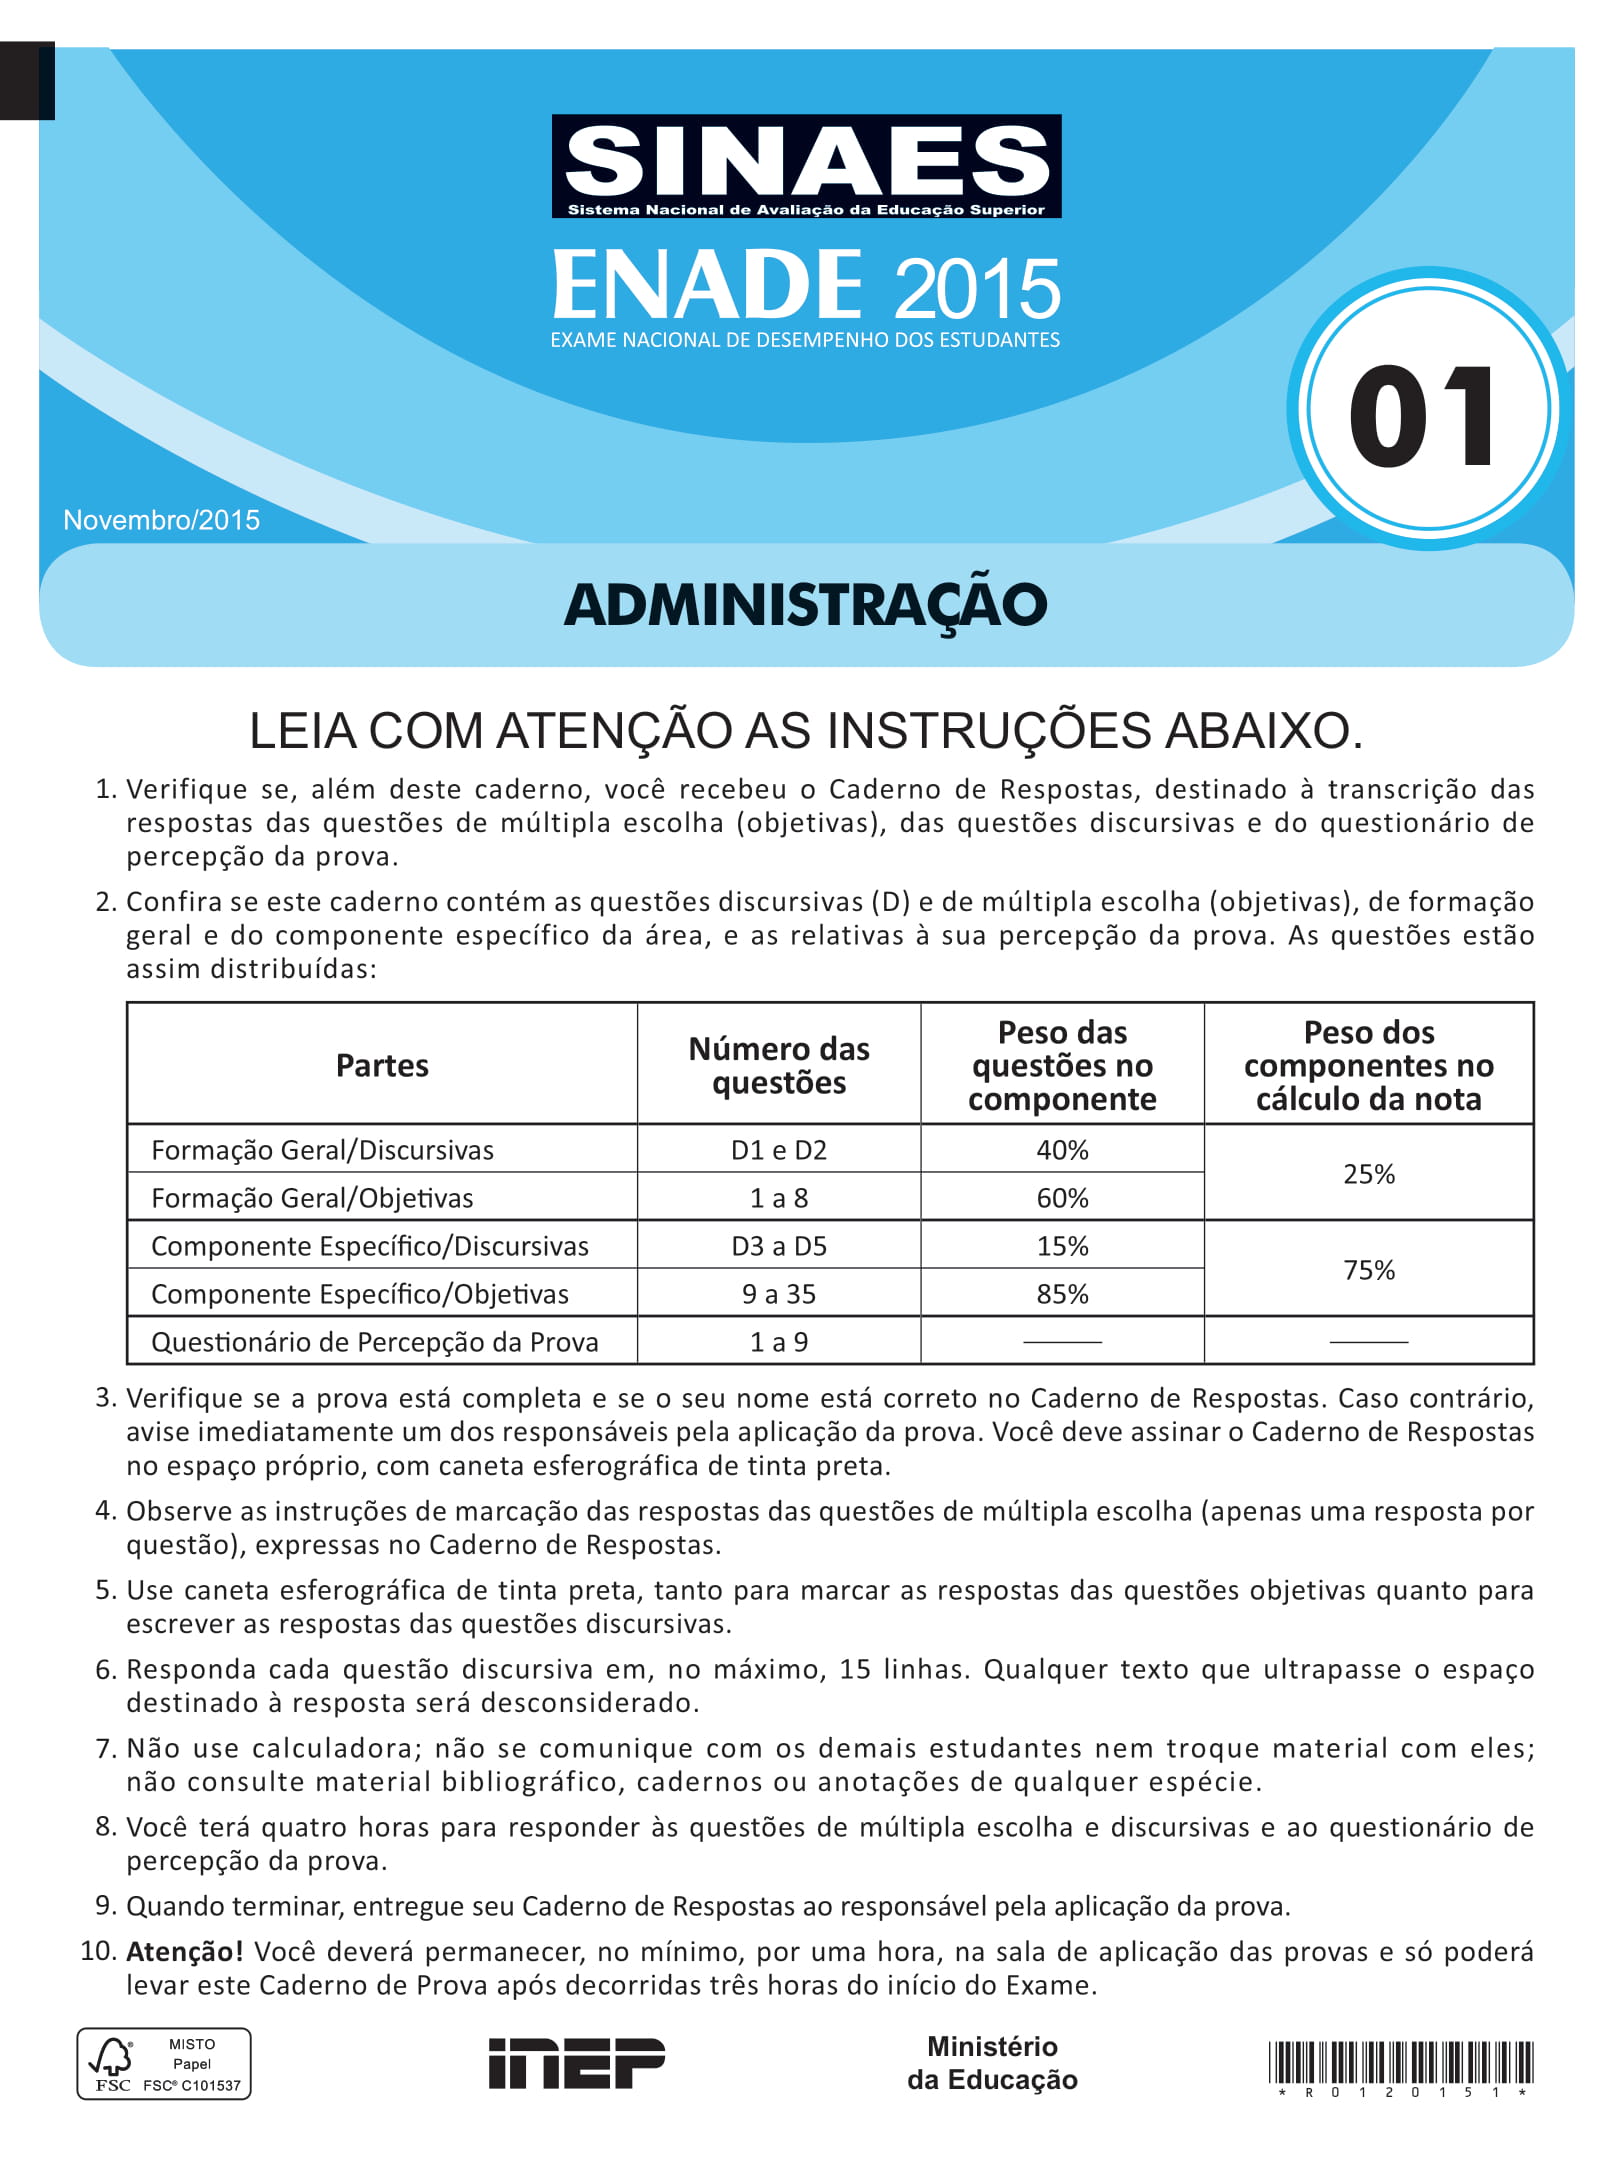 SINAES
Sistema Nacional de Avaliação da Educação Superior
ENADE 2015
EXAME NACIONAL DE DESEMPENHO DOS ESTUDANTES
01
Novembro/2015
ADMINISTRAÇÃO
LEIA COM ATENÇÃO AS INSTRUÇÕES ABAIXO.
1. Verifique se, além deste caderno, você recebeu o Caderno de Respostas, destinado à transcrição das
respostas das questões de múltipla escolha (objetivas), das questões discursivas e do questionário de
percepção da prova.
2. Confira se este caderno contém as questões discursivas (D) e de múltipla escolha (objetivas), de formação
geral e do componente específico da área, e as relativas à sua percepção da prova. As questões estão
assim distribuídas:
Partes
Número das
questões
Peso das
questões no
componente
Peso dos
componentes no
cálculo da nota
Formação Geral/Discursivas D1 e D2 40%
25%
Formação Geral/Objetivas 1 a 8 60%
Componente Específico/Discursivas D3 a D5 15%
75%
Componente Específico/Objetivas 9 a 35 85%
Questionário de Percepção da Prova 1 a 9
3. Verifique se a prova está completa e se o seu nome está correto no Caderno de Respostas. Caso contrário,
avise imediatamente um dos responsáveis pela aplicação da prova. Você deve assinar o Caderno de Respostas
no espaço próprio, com caneta esferográfica de tinta preta.
4. Observe as instruções de marcação das respostas das questões de múltipla escolha (apenas uma resposta por
questão), expressas no Caderno de Respostas.
5. Use caneta esferográfica de tinta preta, tanto para marcar as respostas das questões objetivas quanto para
escrever as respostas das questões discursivas.
6. Responda cada questão discursiva em, no máximo, 15 linhas. Qualquer texto que ultrapasse o espaço
destinado à resposta será desconsiderado.
7. Não use calculadora; não se comunique com os demais estudantes nem troque material com eles;
não consulte material bibliográfico, cadernos ou anotações de qualquer espécie.
8. Você terá quatro horas para responder às questões de múltipla escolha e discursivas e ao questionário de
percepção da prova.
9. Quando terminar, entregue seu Caderno de Respostas ao responsável pela aplicação da prova.
10. Atenção! Você deverá permanecer, no mínimo, por uma hora, na sala de aplicação das provas e só poderá
levar este Caderno de Prova após decorridas três horas do início do Exame.
FSC
MISTO
Papel
FSC® C101537
INEP
Ministério
da Educação
* R 0 1 2 0 1 5 1 *